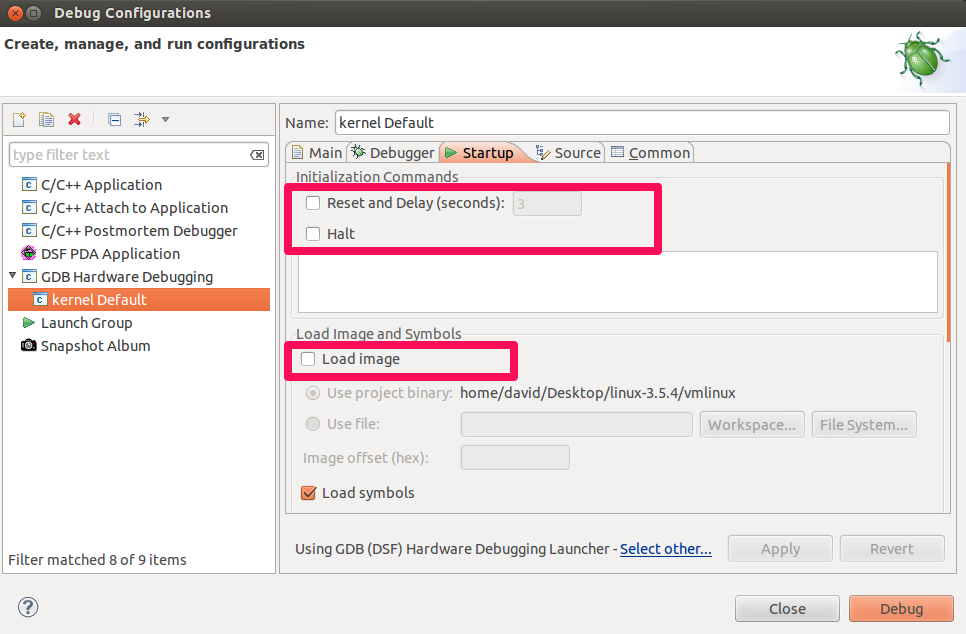 Debug Configurations
Create, manage, and run configurations
type filter text
C/C++ Application
C/C++ Attach to Application
C/C++ Postmortem Debugger
DSF PDA Application
GDB Hardware Debugging
kernel Default
Launch Group
Snapshot Album
Filter matched 8 of 9 items
Name: kernel Default
Main Debugger Startup Source Common
Initialization Commands
Reset and Delay (seconds): 3
Halt
Load Image and Symbols
Load image
Use project binary: home/david/Desktop/linux-3.5.4/vmlinux
Use file: Workspace... File System...
Image offset (hex):
Load symbols
Using GDB (DSF) Hardware Debugging Launcher - Select other... Apply Revert
? Close Debug